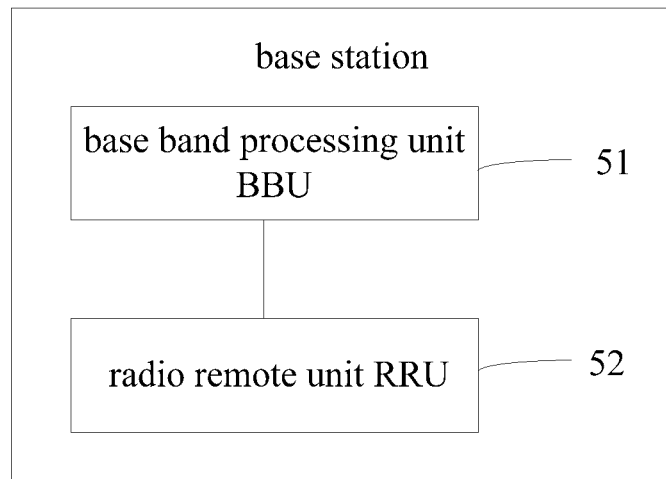 base station
base band processing unit
BBU
51
radio remote unit RRU
52